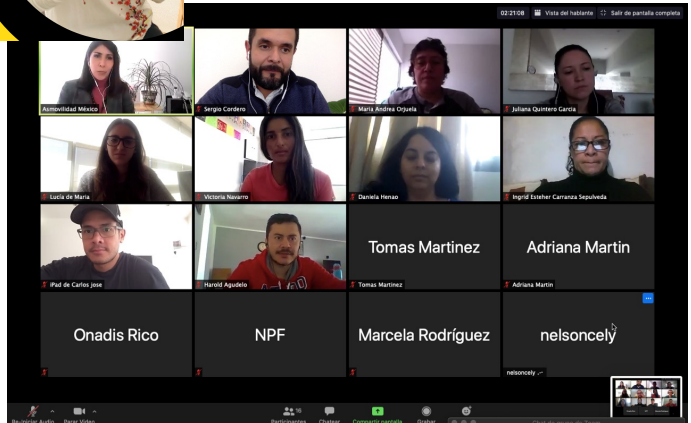 02:21:08 Vista del hablante Salir de pantalla completa
Asmovilidad México
Sergio Cordero
Maria Andrea Orjuela
Juliana Quintero Garcia
Lucía de Maria
Victoria Navarro
Daniela Henao
Ingrid Esteher Carranza Sepulveda
iPad de Carlos jose
Harold Agudelo
Tomas Martinez
Tomas Martinez
Adriana Martin
Adriana Martin
Onadis Rico
NPF
Marcela Rodríguez
nelsoncely
nelsoncely
16
Re-iniciar Audio Parar Video Participantes Chatear Compartir pantalla Grabar